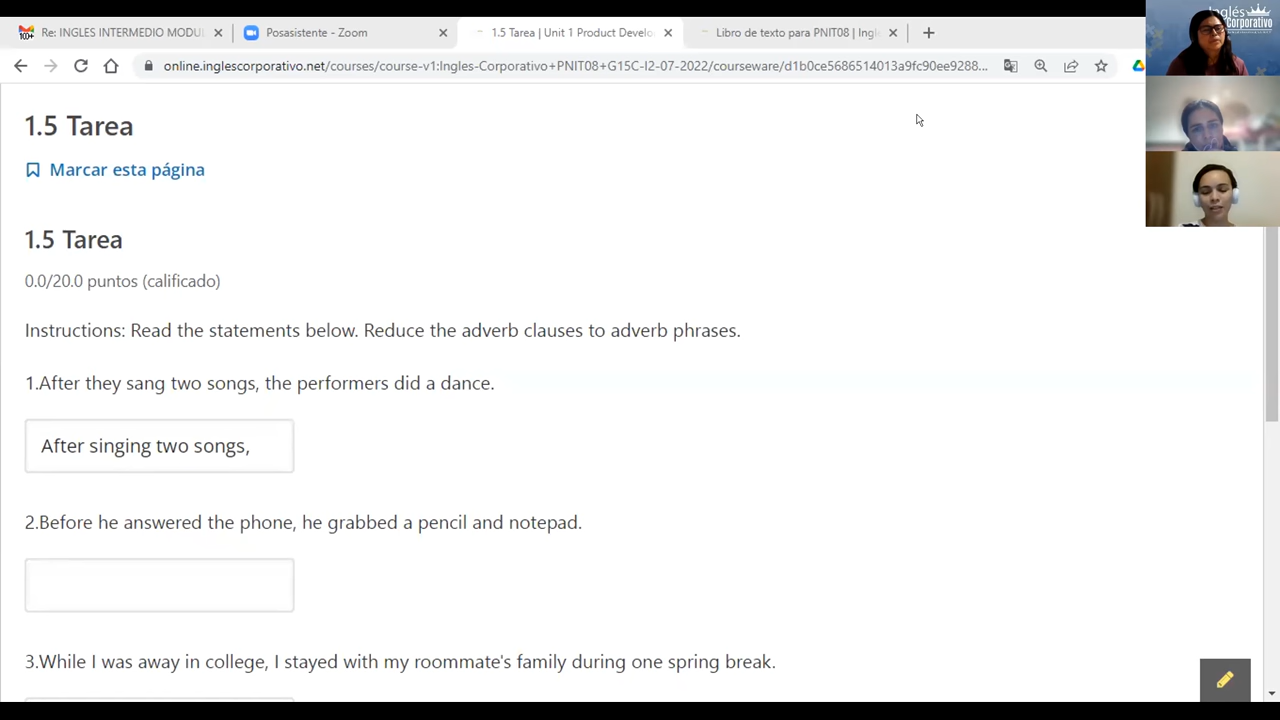 Re: INGLES INTERMEDIO MODU
Posasistente - Zoom
1.5 Tarea | Unit 1 Product Develo
Libro de texto para PNIT08 | Ingl
100+
online.inglescorporativo.net/courses/course-v1:Ingles-Corporativo+PNIT08+G15C-I2-07-2022/courseware/d1b0ce5686514013a9fc90ee9288...
Inglés
Corporativo
1.5 Tarea
Marcar esta página
1.5 Tarea
0.0/20.0 puntos (calificado)
Instructions: Read the statements below. Reduce the adverb clauses to adverb phrases.
1.After they sang two songs, the performers did a dance.
After singing two songs,
2.Before he answered the phone, he grabbed a pencil and notepad.
3.While I was away in college, I stayed with my roommate's family during one spring break.